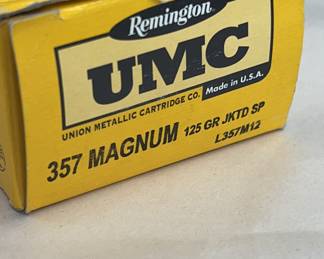 Remington
UMC
UNION METALLIC CARTRIDGE CO. Made in U.S.A.
357 MAGNUM 125 GR JKTD SP
L357M12